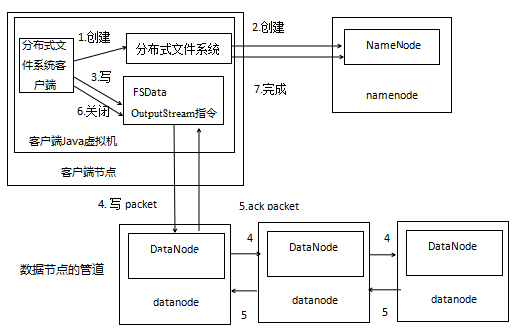 1.创建
2.创建
分布式文
件系统客
户端
分布式文件系统
NameNode
namenode
3.写
6.关闭
FSData
OutputStream指令
7.完成
客户端Java虚拟机
客户端节点
4. 写 packet
5.ack packet
数据节点的管道
DataNode
datanode
4
5
DataNode
datanode
4
5
DataNode
datanode